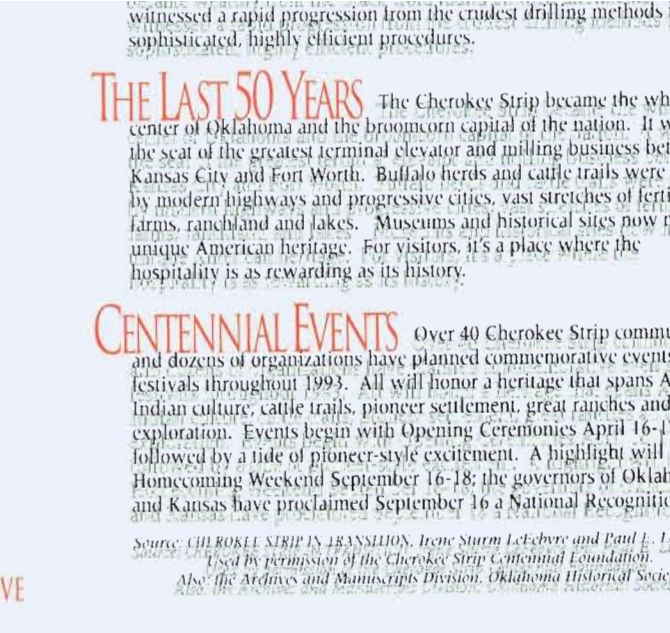 witnessed a rapid progression from the crudest drilling methods
sophisticated, highly efficient procedures.
THE LAST 50 YEARS The Cherokee Strip became the wh
center of Oklahoma and the broomcorn capital of the nation. It w
the seat of the greatest terminal elevator and milling business bet
Kansas City and Fort Worth. Buffalo herds and cattle trails were
by modern highways and progressive cities, vast stretches of ferti
farms, ranchland and lakes. Museums and historical sites now
unique American heritage. For visitors, it's a place where the
hospitality is as rewarding as its history.
CENTENNIAL EVENTS Over 40 Cherokee Strip commu
and dozens of organizations have planned commemorative events
festivals throughout 1993. All will honor a heritage that spans A
Indian culture, cattle trails, pioneer settlement, great ranches and
exploration. Events begin with Opening Ceremonies April 16-1
followed by a tide of pioneer-style excitement. A highlight will
Homecoming Weekend September 16-18; the governors of Oklah
and Kansas have proclaimed September 16 a National Recognitio
Source: CHEROKEE STRIP IN TRANSITION, Irene Sturm Lefebvre and Paul
Used by permission of the Cherokee Strip Centennial Foundation.
Also: the Archives and Manuscripts Division, Oklahoma Historical Socie
VE